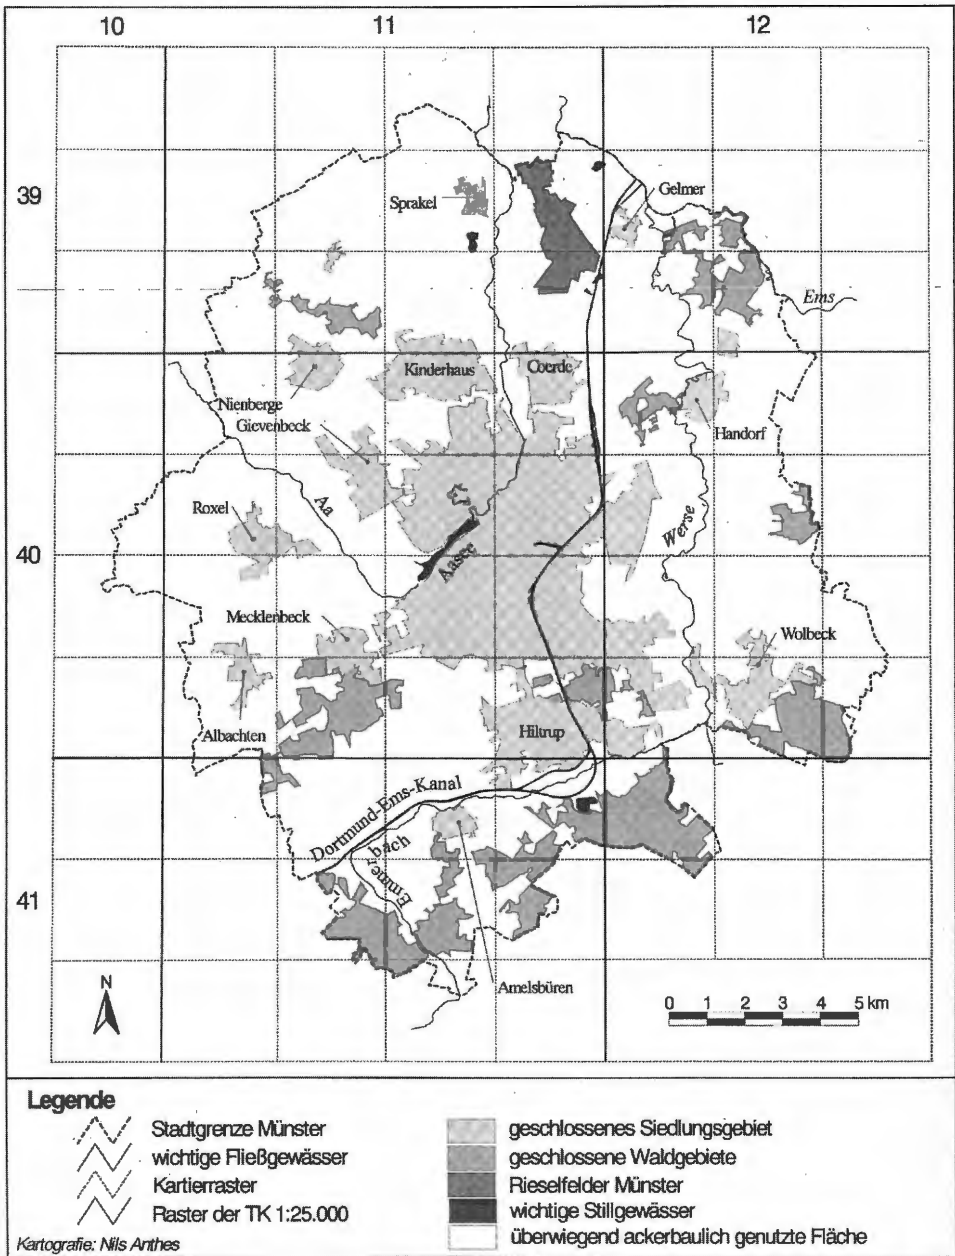 10 11 12
39
Sprakel
Gelmer
Ems
Kinderhaus
Coerde
Nienberge
Gievenbeck
Handorf
Roxel
Aa
Werse
40
Aasee
Mecklenbeck
Wolbeck
Albachten
Hiltrup
Dortmund-Ems-Kanal
Emmerbach
41
Amelsbüren
N
0 1 2 3 4 5 km
Legende
Stadtgrenze Münster
wichtige Fließgewässer
Kartierraster
Raster der TK 1:25.000
geschlossenes Siedlungsgebiet
geschlossene Waldgebiete
Rieselfelder Münster
wichtige Stillgewässer
überwiegend ackerbaulich genutzte Fläche
Kartografie: Nils Anthes